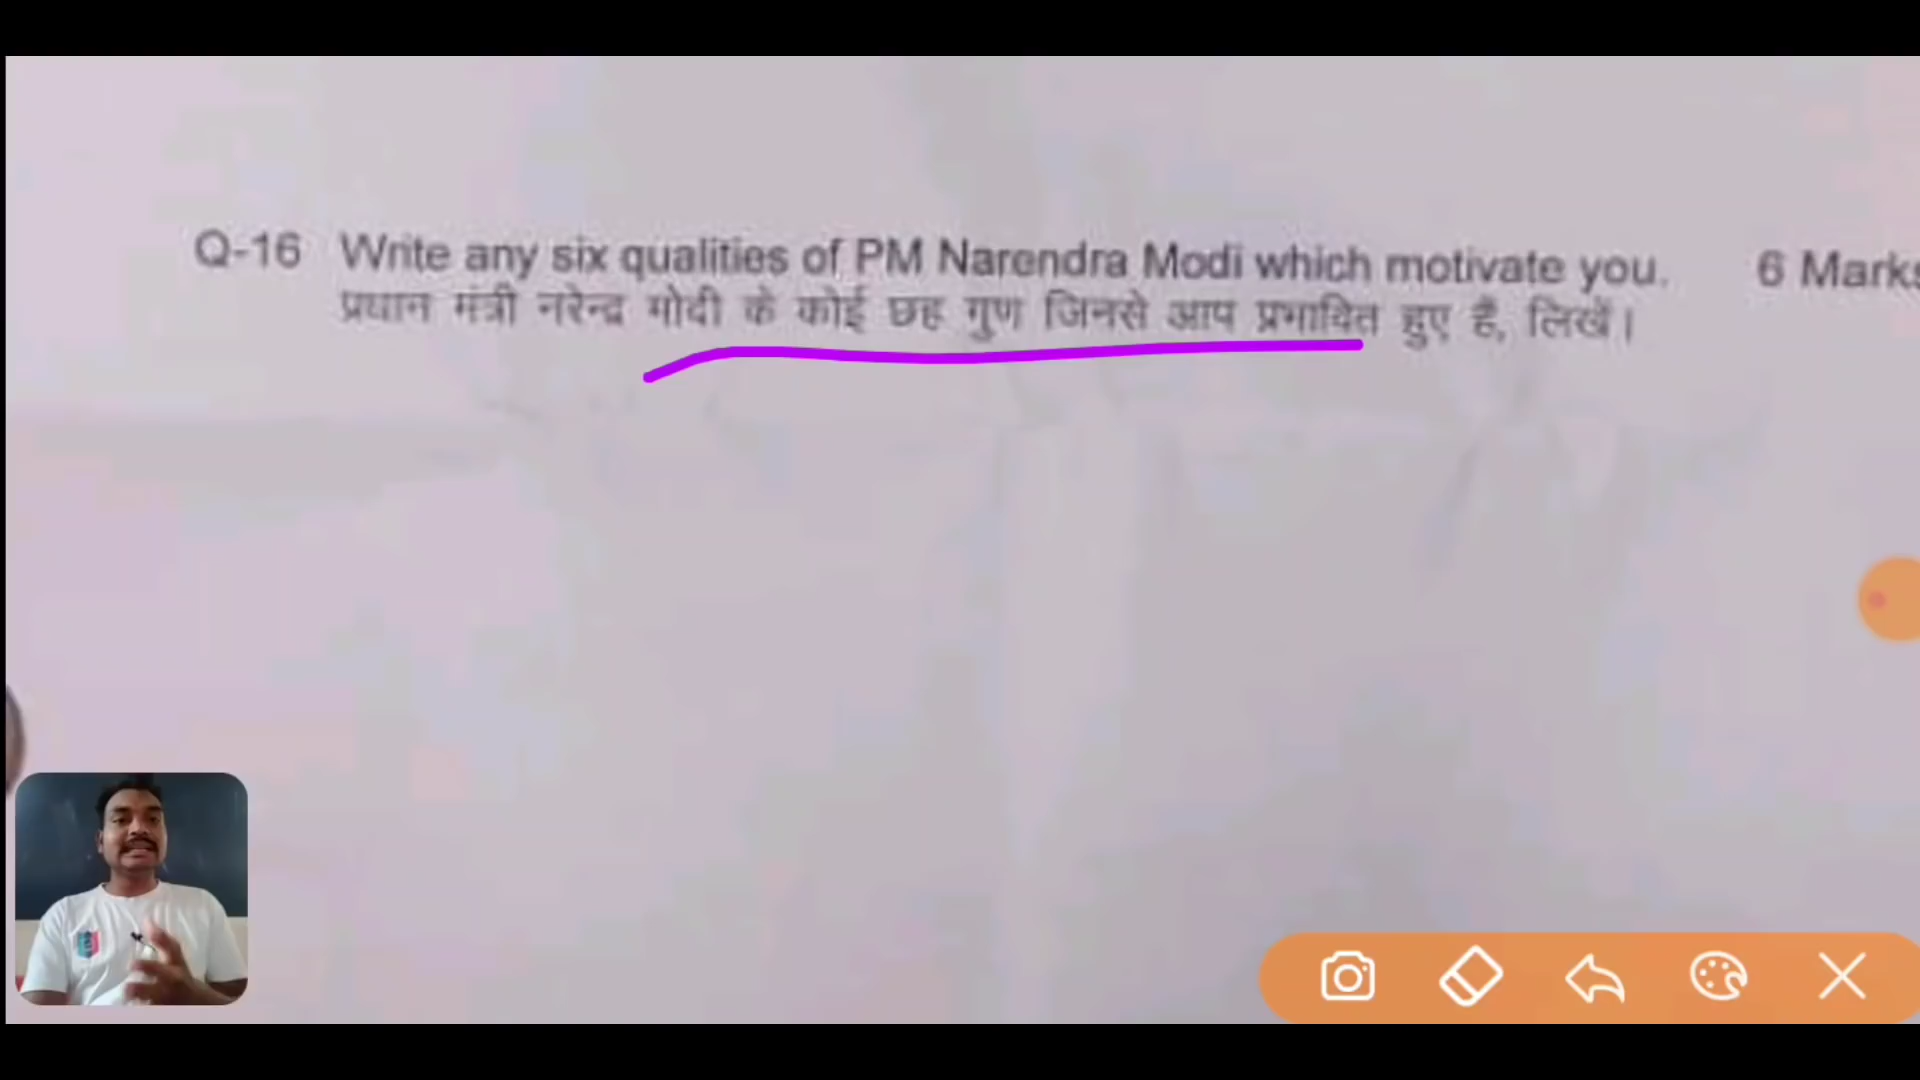 Q-16 Write any six qualities of PM Narendra Modi which motivate you. 6 Marks
प्रधान मंत्री नरेन्द्र मोदी के कोई छह गुण जिनसे आप प्रभावित हुए हैं, लिखें।